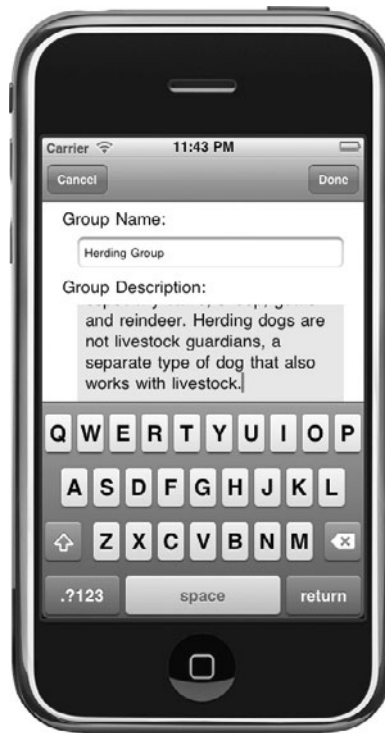 Carrier 11:43 PM
Cancel Done
Group Name:
Herding Group
Group Description:
and reindeer. Herding dogs are
not livestock guardians, a
separate type of dog that also
works with livestock.
Q W E R T Y U I O P
A S D F G H J K L
Z X C V B N M
.?123 space return